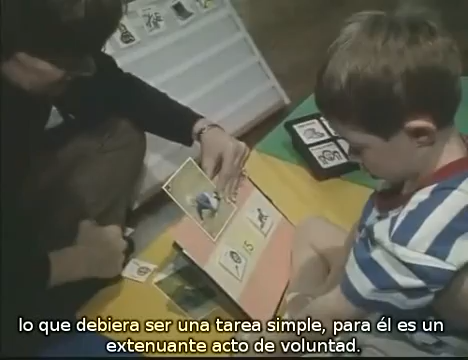 lo que debiera ser una tarea simple, para él es un
extenuante acto de voluntad.